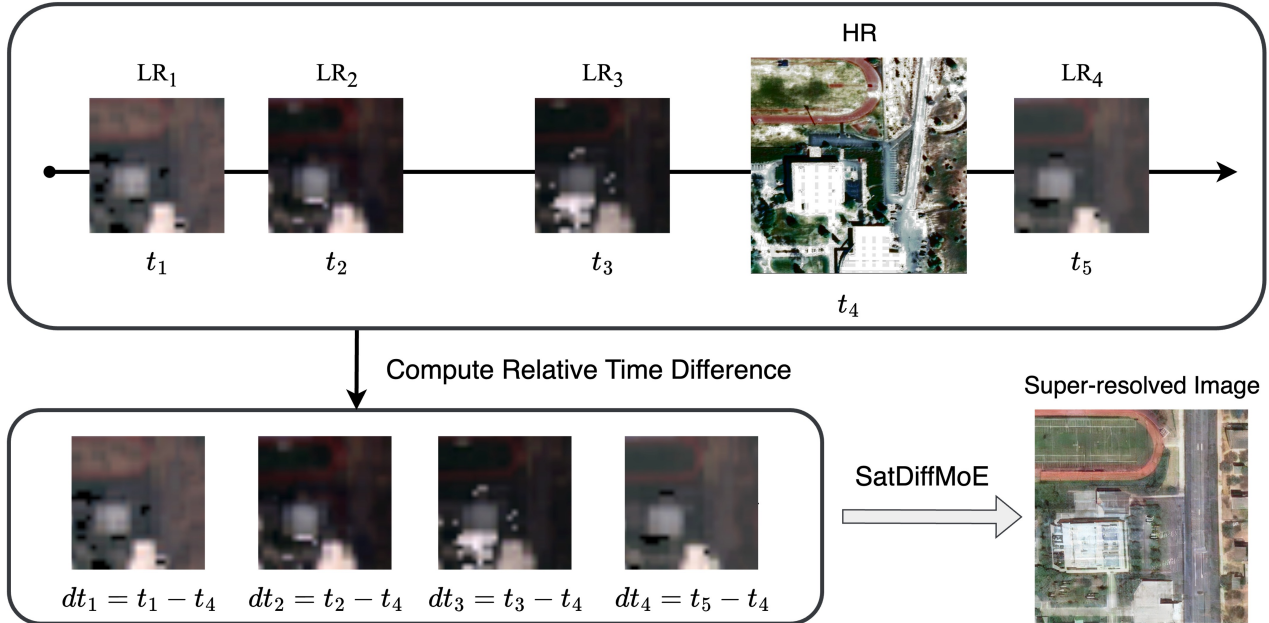 HR
LR₁ LR₂ LR₃ LR₄
t₁ t₂ t₃ t₅
t₄
Compute Relative Time Difference
Super-resolved Image
SatDiffMoE
dt₁ = t₁ − t₄ dt₂ = t₂ − t₄ dt₃ = t₃ − t₄ dt₄ = t₅ − t₄